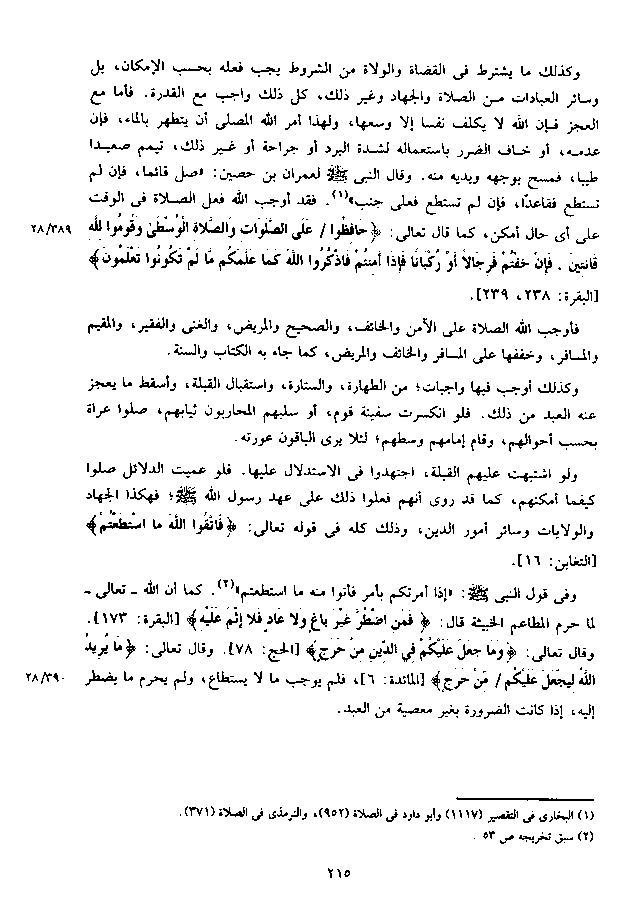 وكذلك ما يشترط فى القضاة والولاة من الشروط يجب فعله بحسب الإمكان، بل
وسائر العبادات من الصلاة والجهاد وغير ذلك، كل ذلك واجب مع القدرة. فأما مع
العجز فإن الله لا يكلف نفسا إلا وسعها، ولهذا أمر الله المصلى أن يتطهر بالماء، فإن
عدمه، أو خاف الضرر باستعماله لشدة البرد أو جراحة أو غير ذلك، تيمم صعيدا
طيبا، فمسح بوجهه ويديه منه. وقال النبى ﷺ لعمران بن حصين: «صل قائما، فإن لم
تستطع فقاعدًا، فإن لم تستطع فعلى جنب»(١). فقد أوجب الله فعل الصلاة فى الوقت
على أى حال أمكن، كما قال تعالى: ﴿حَافِظُوا / عَلَى الصَّلَوَاتِ وَالصَّلاةِ الْوُسْطَىٰ وَقُومُوا لِلَّهِ
٢٨/٣٨٩
قَانِتِينَ . فَإِنْ خِفْتُمْ فَرِجَالاً أَوْ رُكْبَانًا فَإِذَا أَمِنتُمْ فَاذْكُرُوا اللَّهَ كَمَا عَلَّمَكُم مَّا لَمْ تَكُونُوا تَعْلَمُونَ﴾
[البقرة: ٢٣٨، ٢٣٩].
فأوجب الله الصلاة على الآمن والخائف، والصحيح والمريض، والغنى والفقير، والمقيم
والمسافر، وخففها على المسافر والخائف والمريض، كما جاء به الكتاب والسنة.
وكذلك أوجب فيها واجبات؛ من الطهارة، والستارة، واستقبال القبلة، وأسقط ما يعجز
عنه العبد من ذلك. فلو انكسرت سفينة قوم، أو سلبهم المحاربون ثيابهم، صلوا عراة
بحسب أحوالهم، وقام إمامهم وسطهم؛ لئلا يرى الباقون عورته.
ولو اشتبهت عليهم القبلة، اجتهدوا فى الاستدلال عليها. فلو عميت الدلائل صلوا
كيفما أمكنهم، كما قد روى أنهم فعلوا ذلك على عهد رسول الله ﷺ؛ فهكذا الجهاد
والولايات وسائر أمور الدين، وذلك كله فى قوله تعالى: ﴿فَاتَّقُوا اللَّهَ مَا اسْتَطَعْتُمْ﴾
[التغابن: ١٦].
وفى قول النبى ﷺ: «إذا أمرتكم بأمر فأتوا منه ما استطعتم»(٢). كما أن الله ـ تعالى ـ
لما حرم المطاعم الخبيثة قال: ﴿ فَمَنِ اضْطُرَّ غَيْرَ بَاغٍ وَلا عَادٍ فَلا إِثْمَ عَلَيْهِ﴾ [البقرة: ١٧٣].
وقال تعالى: ﴿وَمَا جَعَلَ عَلَيْكُمْ فِي الدِّينِ مِنْ حَرَجٍ﴾ [الحج: ٧٨]. وقال تعالى: ﴿مَا يُرِيدُ
اللَّهُ لِيَجْعَلَ عَلَيْكُم / مِّنْ حَرَجٍ﴾ [المائدة: ٦]، فلم يوجب ما لا يستطاع، ولم يحرم ما يضطر
٢٨/٣٩٠
إليه، إذا كانت الضرورة بغير معصية من العبد.
(١) البخارى فى التقصير (١١١٧) وأبو داود فى الصلاة (٩٥٢)، والترمذى فى الصلاة (٣٧١).
(٢) سبق تخريجه ص ٥٣ .
٢١٥